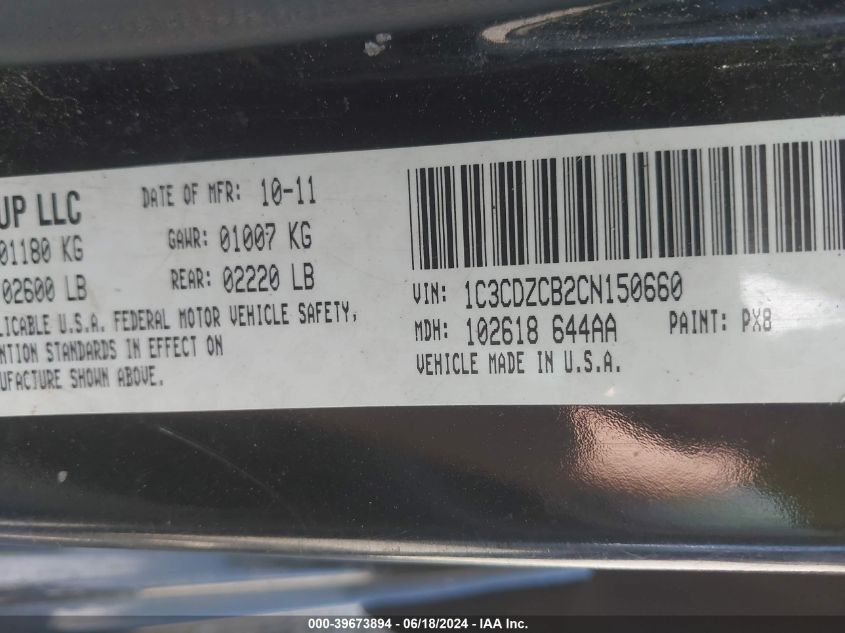 UP LLC
DATE OF MFR: 10-11
01180 KG
GAWR: 01007 KG
02600 LB
REAR: 02220 LB
LICABLE U.S.A. FEDERAL MOTOR VEHICLE SAFETY,
NTION STANDARDS IN EFFECT ON
UFACTURE SHOWN ABOVE.
VIN: 1C3CDZCB2CN150660
MDH: 102618 644AA PAINT: PX8
VEHICLE MADE IN U.S.A.
000-39673894 - 06/18/2024 - IAA Inc.